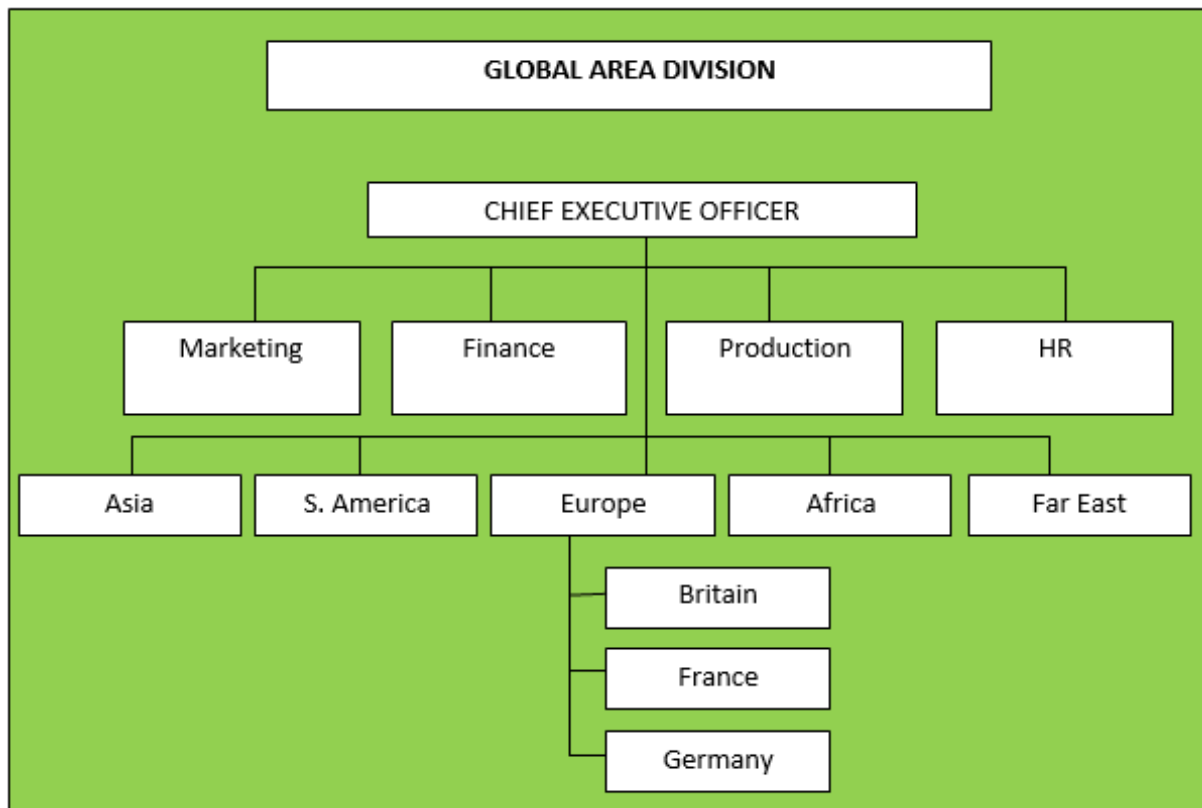 GLOBAL AREA DIVISION
CHIEF EXECUTIVE OFFICER
Marketing
Finance
Production
HR
Asia
S. America
Europe
Africa
Far East
Britain
France
Germany